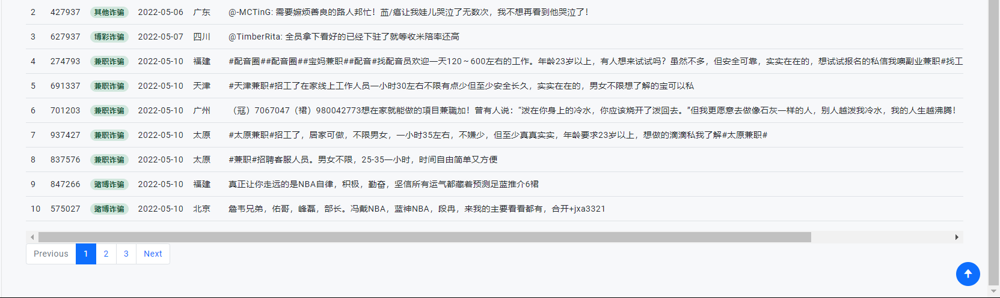 2 427937 其他诈骗 2022-05-06 广东 @-MCTinG: 需要嫲烦善良的路人邦忙！茁/癌让我娃儿哭泣了无数次，我不想再看到他哭泣了！
3 627937 博彩诈骗 2022-05-07 四川 @TimberRita: 全员拿下看好的已经下驻了就等收米陪率还高
4 274793 兼职诈骗 2022-05-10 福建 #配音圈##配音圈##宝妈兼职##配音#找配音员欢迎一天120～600左右的工作。年龄23岁以上，有人想来试试吗？虽然不多，但安全可靠，实实在在的，想试试报名的私信我噢副业兼职#找工
5 691337 兼职诈骗 2022-05-10 天津 #天津兼职#招工了在家线上工作人员一小时30左右不限有点少但至少安全长久，实实在在的，男女不限想了解的宝可以私
6 701203 兼职诈骗 2022-05-10 广州 （冦）7067047（裙）980042773想在家就能做的項目兼職加！曾有人说：“泼在你身上的冷水，你应该烧开了泼回去。”但我更愿意去做像石灰一样的人，别人越泼我冷水，我的人生越沸腾！
7 937427 兼职诈骗 2022-05-10 太原 #太原兼职#招工了，居家可做，不限男女，一小时35左右，不嫌少，但至少真真实实，年龄要求23岁以上，想做的滴滴私我了解#太原兼职#
8 837576 兼职诈骗 2022-05-10 太原 #兼职#招聘客服人员。男女不限，25-35一小时，时间自由简单又方便
9 847266 赌博诈骗 2022-05-10 福建 真正让你走远的是NBA自律，积极，勤奋，坚信所有运气都藏着预测足蓝推介6裙
10 575027 赌博诈骗 2022-05-10 北京 詹韦兄弟，佑哥，峰磊，部长。冯戴NBA，蓝神NBA，段冉，来我的主要看看都有，合开+jxa3321
Previous 1 2 3 Next